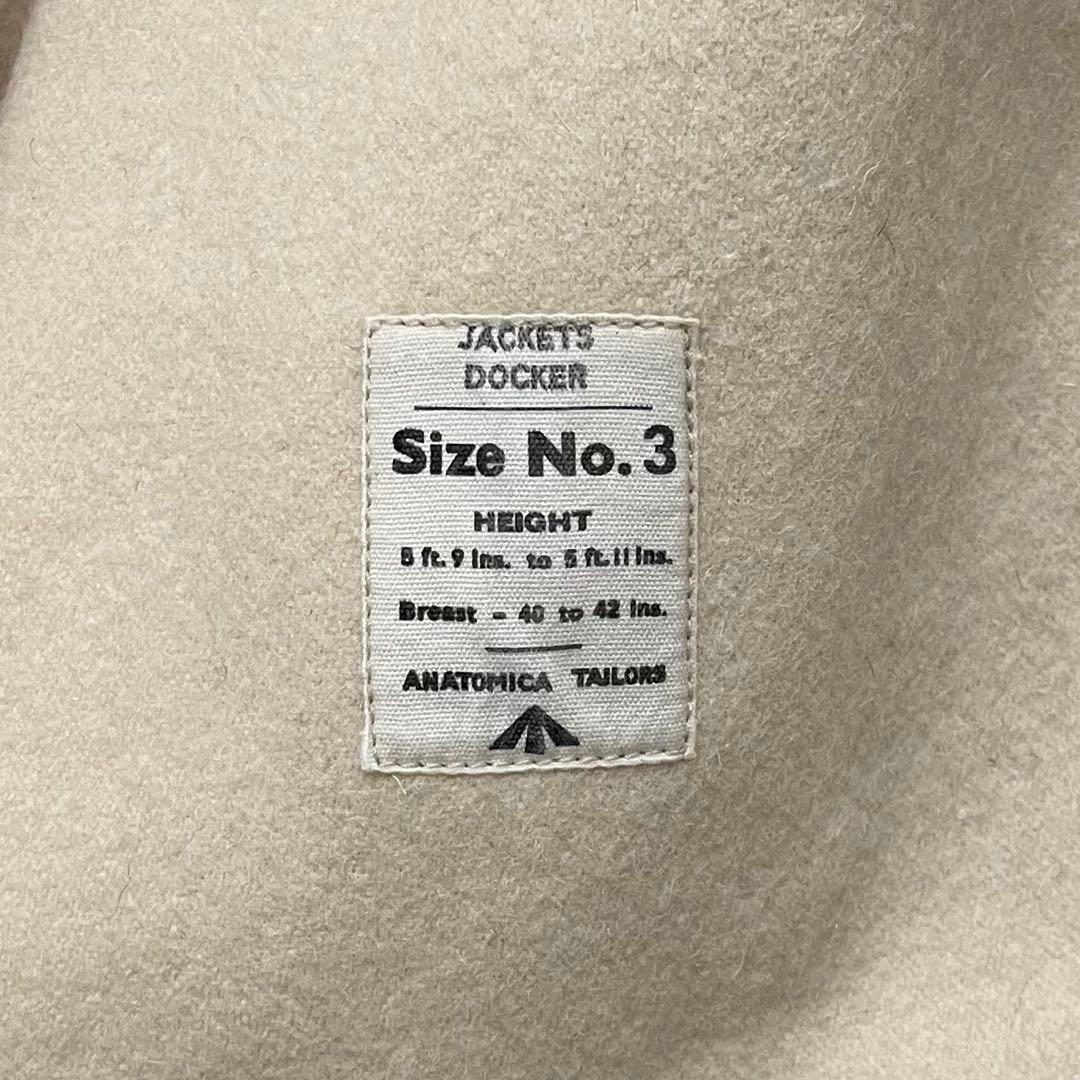 JACKETS
DOCKER
Size No. 3
HEIGHT
5 ft. 9 Ins. to 5 ft. 11 Ins.
Breast - 40 to 42 Ins.
ANATOMICA TAILORS